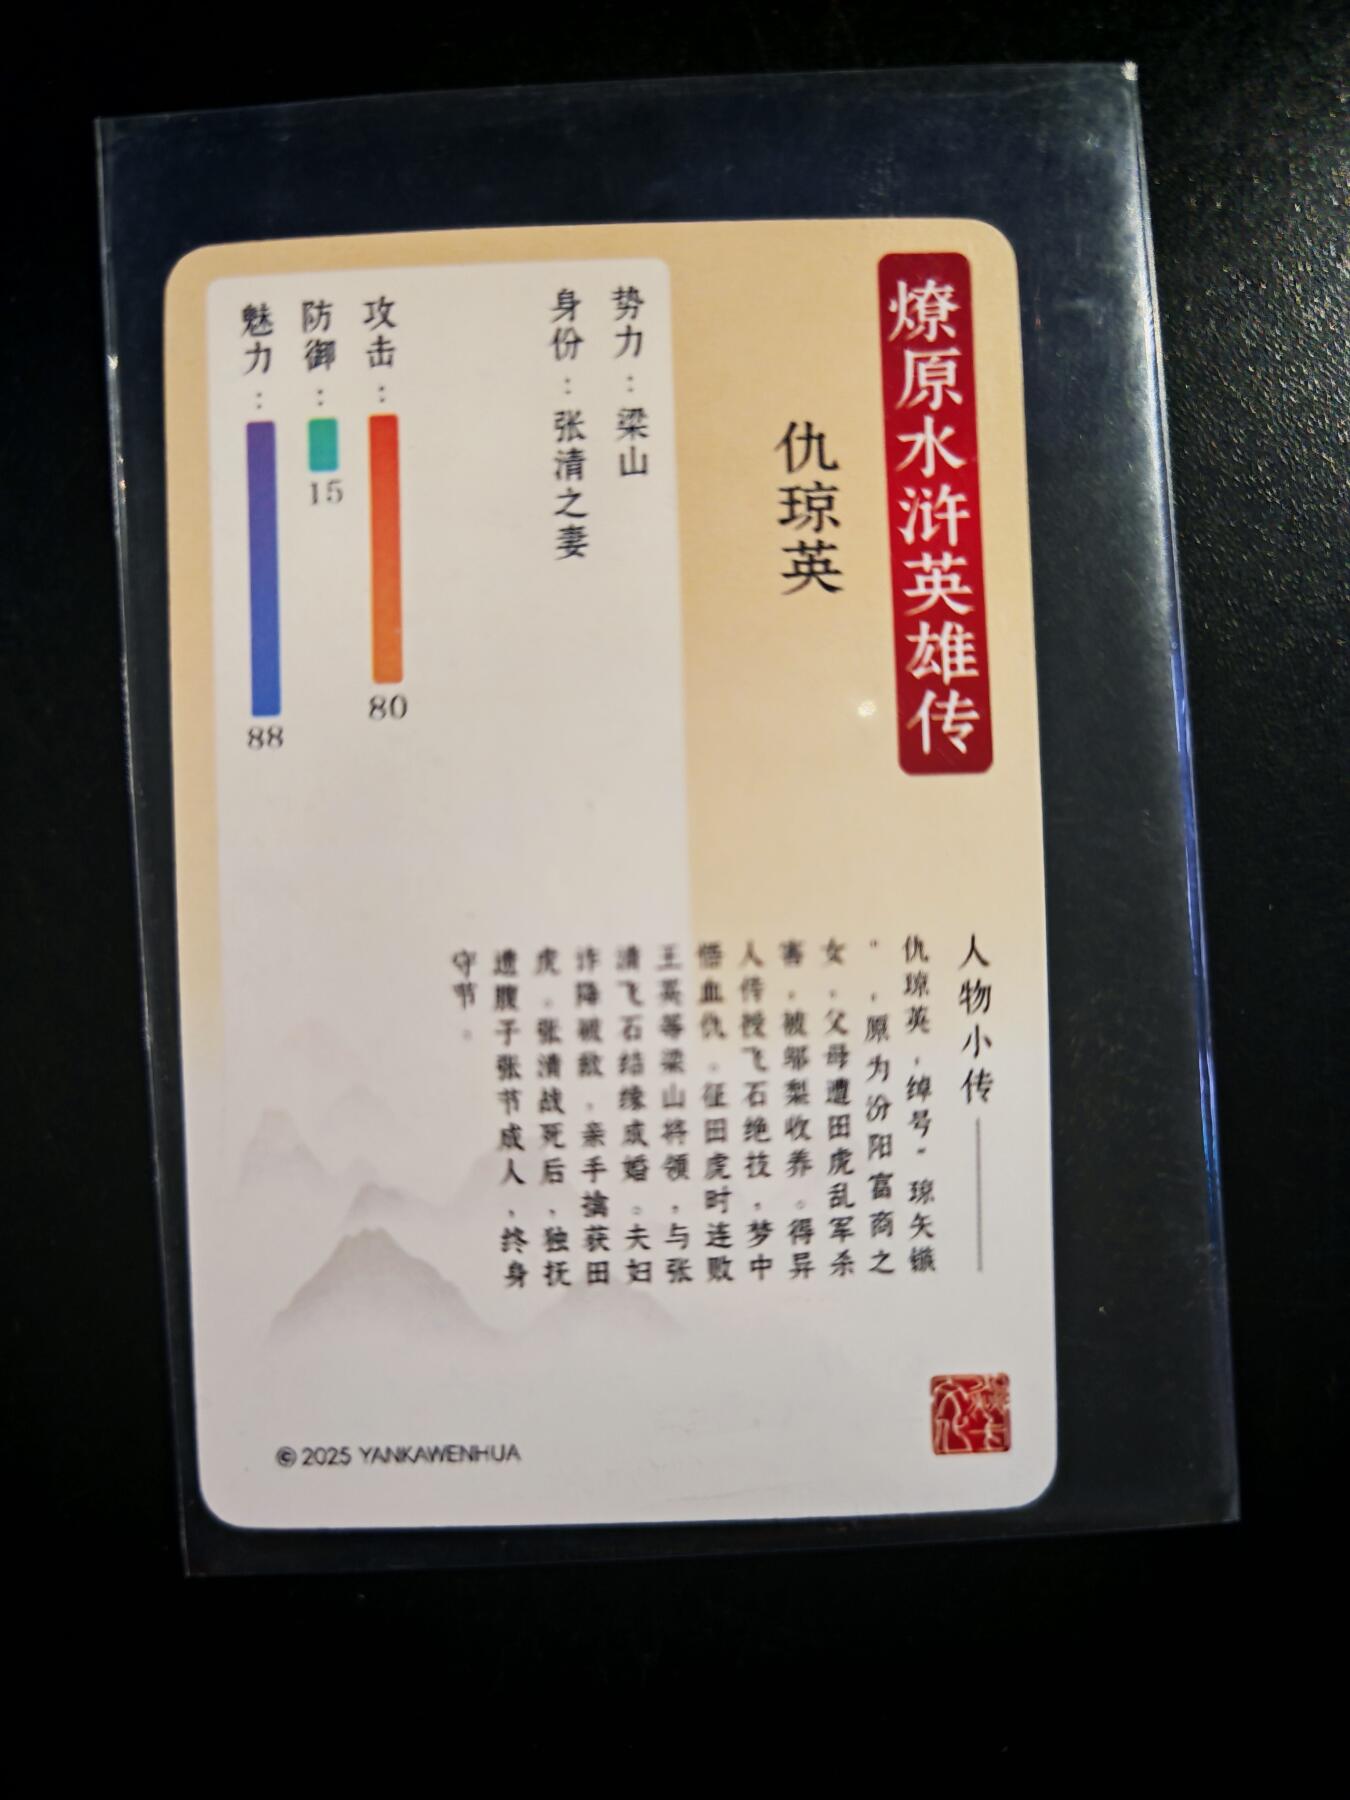 燎原水浒英雄传
仇琼英
势力：梁山
身份：张清之妻
攻击：80
防御：15
魅力：88
人物小传
仇琼英，绰号“琼矢镞
”，原为汾阳富商之
女，父母遭田虎乱军杀
害，被邬梨收养。得异
人传授飞石绝技，梦中
悟血仇。征田虎时连败
王英等梁山将领，与张
清飞石结缘成婚。夫妇
诈降破敌，亲手擒获田
虎。张清战死后，独抚
遗腹子张节成人，终身
守节。
© 2025 YANKAWENHUA